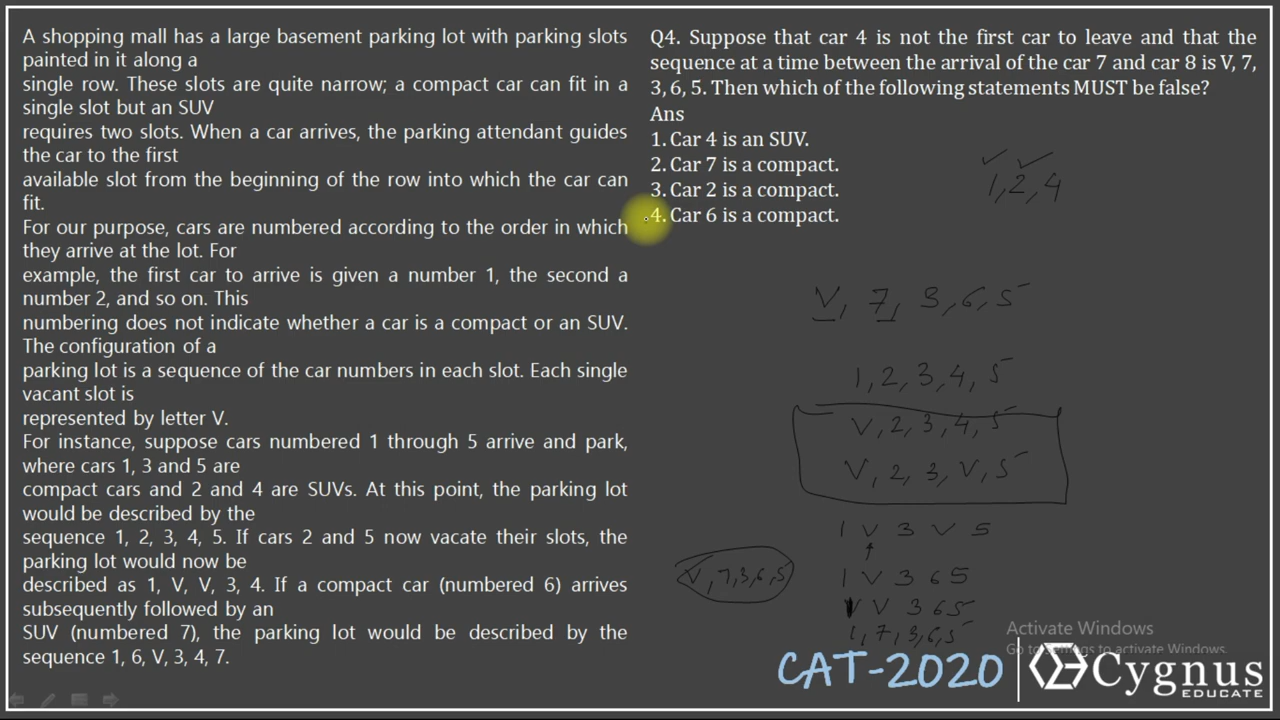 A shopping mall has a large basement parking lot with parking slots
painted in it along a
single row. These slots are quite narrow; a compact car can fit in a
single slot but an SUV
requires two slots. When a car arrives, the parking attendant guides
the car to the first
available slot from the beginning of the row into which the car can
fit.
For our purpose, cars are numbered according to the order in which
they arrive at the lot. For
example, the first car to arrive is given a number 1, the second a
number 2, and so on. This
numbering does not indicate whether a car is a compact or an SUV.
The configuration of a
parking lot is a sequence of the car numbers in each slot. Each single
vacant slot is
represented by letter V.
For instance, suppose cars numbered 1 through 5 arrive and park,
where cars 1, 3 and 5 are
compact cars and 2 and 4 are SUVs. At this point, the parking lot
would be described by the
sequence 1, 2, 3, 4, 5. If cars 2 and 5 now vacate their slots, the
parking lot would now be
described as 1, V, V, 3, 4. If a compact car (numbered 6) arrives
subsequently followed by an
SUV (numbered 7), the parking lot would be described by the
sequence 1, 6, V, 3, 4, 7.
Q4. Suppose that car 4 is not the first car to leave and that the
sequence at a time between the arrival of the car 7 and car 8 is V, 7,
3, 6, 5. Then which of the following statements MUST be false?
Ans
1. Car 4 is an SUV.
2. Car 7 is a compact.
3. Car 2 is a compact.
4. Car 6 is a compact.
1, 2, 4
V, 7, 3, 6, 5
1, 2, 3, 4, 5
V, 2, 3, 4, 5
V, 2, 3, V, 5
1 V 3 V 5
V, 7, 3, 6, 5
1 V 3 6 5
V V 3 6 5
1, 7, 3, 6, 5
Activate Windows
Go to Settings to activate Windows.
CAT-2020
Cygnus
EDUCATE